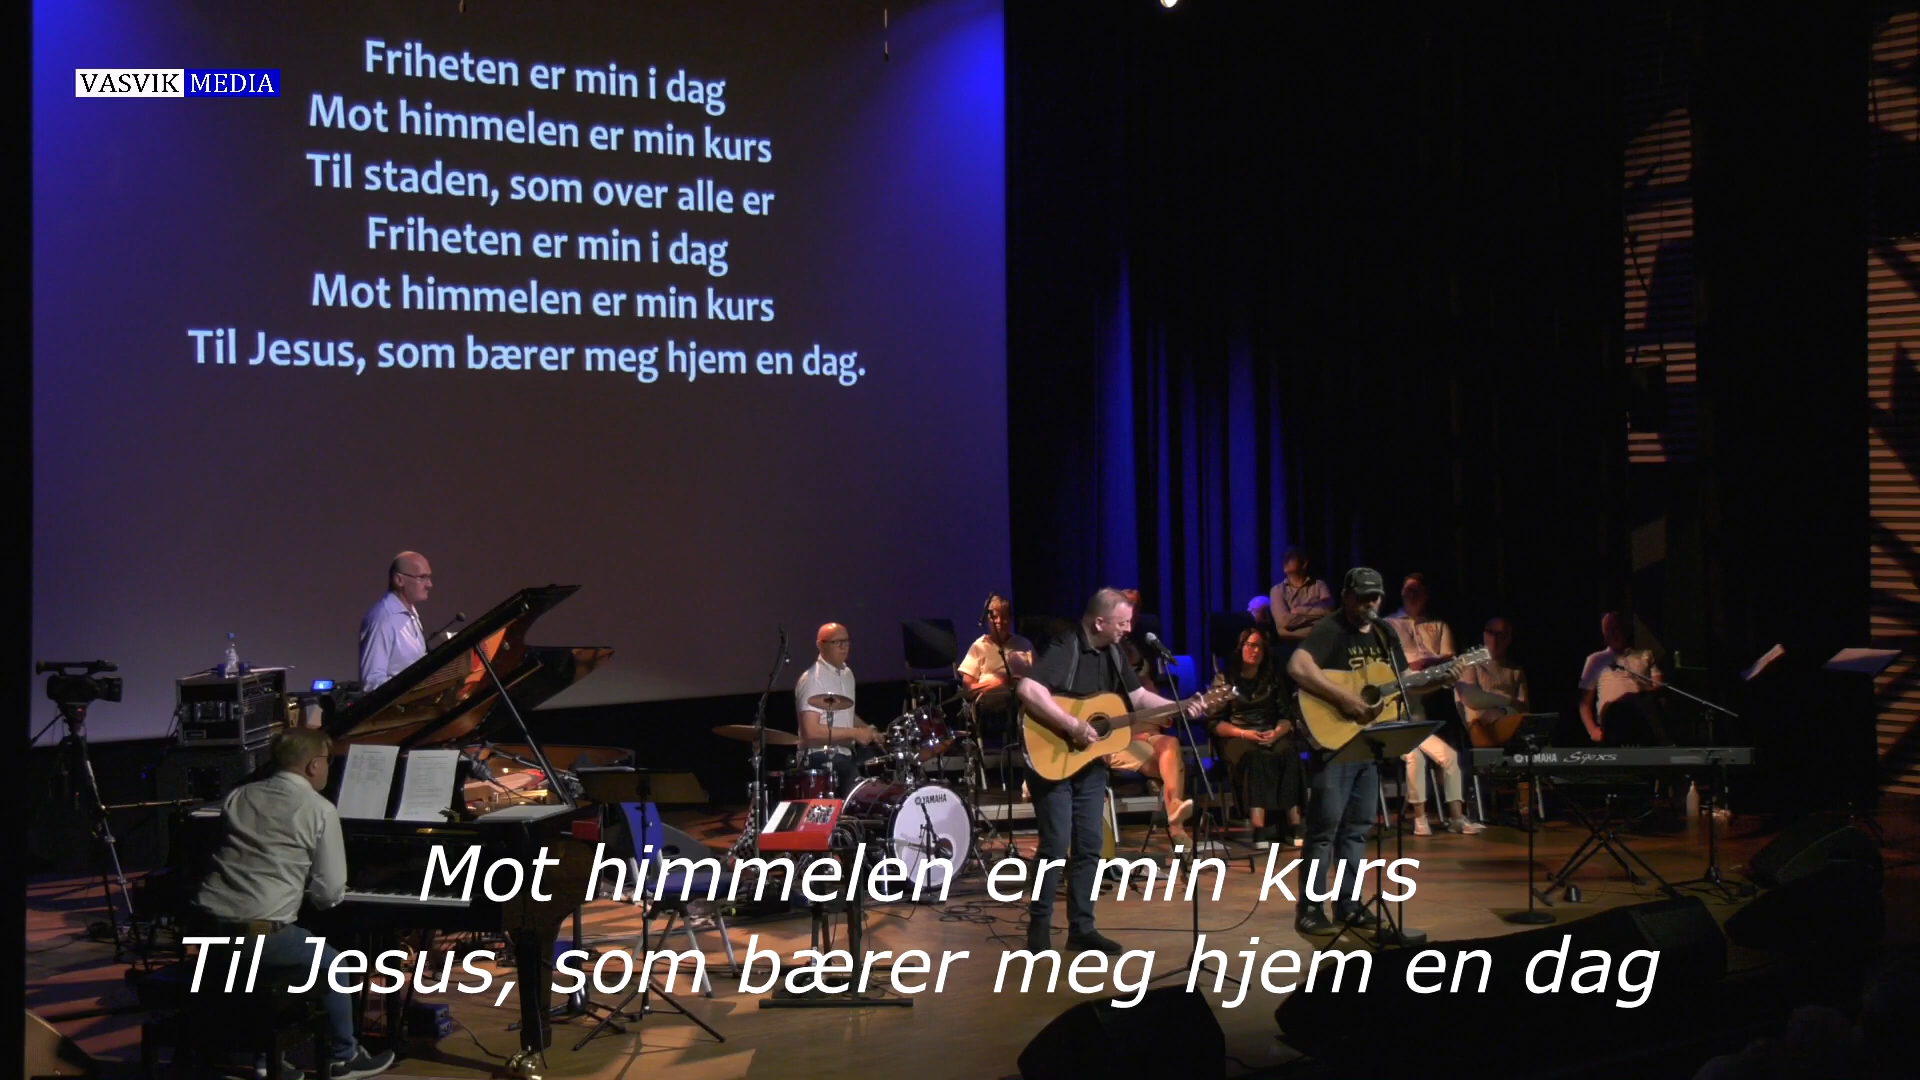 VASVIK MEDIA
Friheten er min i dag
Mot himmelen er min kurs
Til staden, som over alle er
Friheten er min i dag
Mot himmelen er min kurs
Til Jesus, som bærer meg hjem en dag.
YAMAHA
YAMAHA S90XS
Mot himmelen er min kurs
Til Jesus, som bærer meg hjem en dag